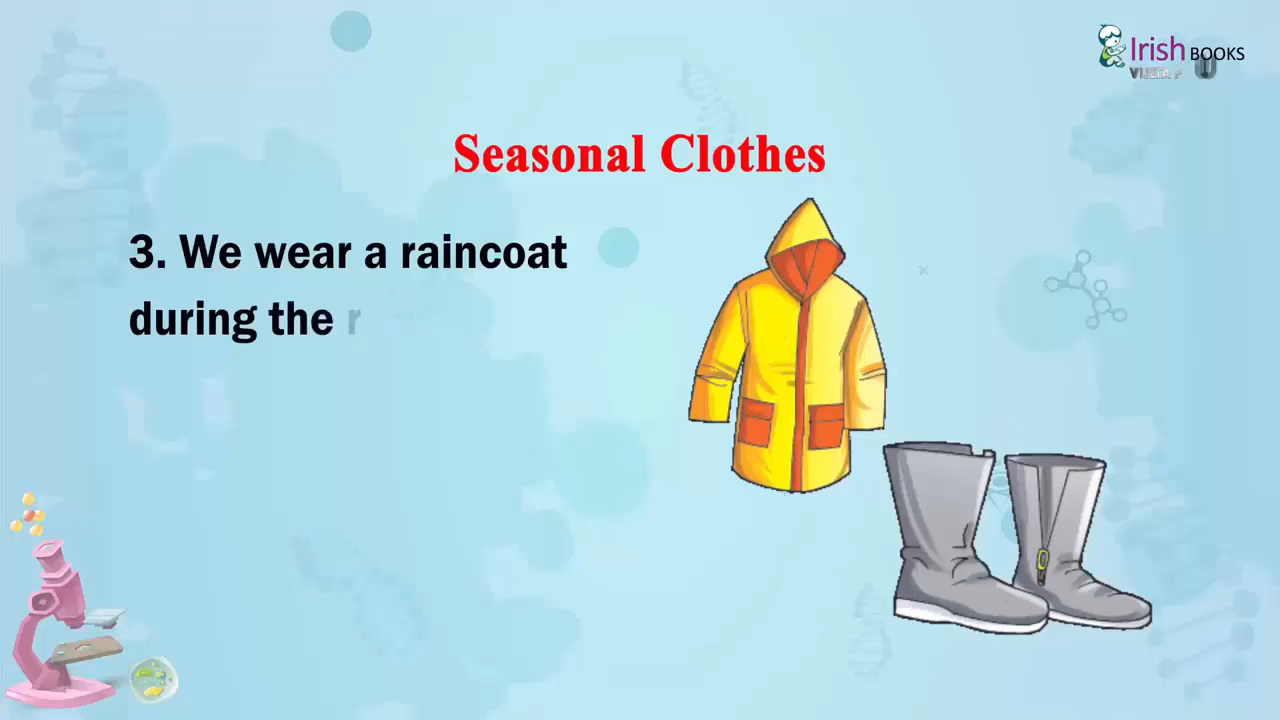 Irish BOOKS
Seasonal Clothes
3. We wear a raincoat
during the r